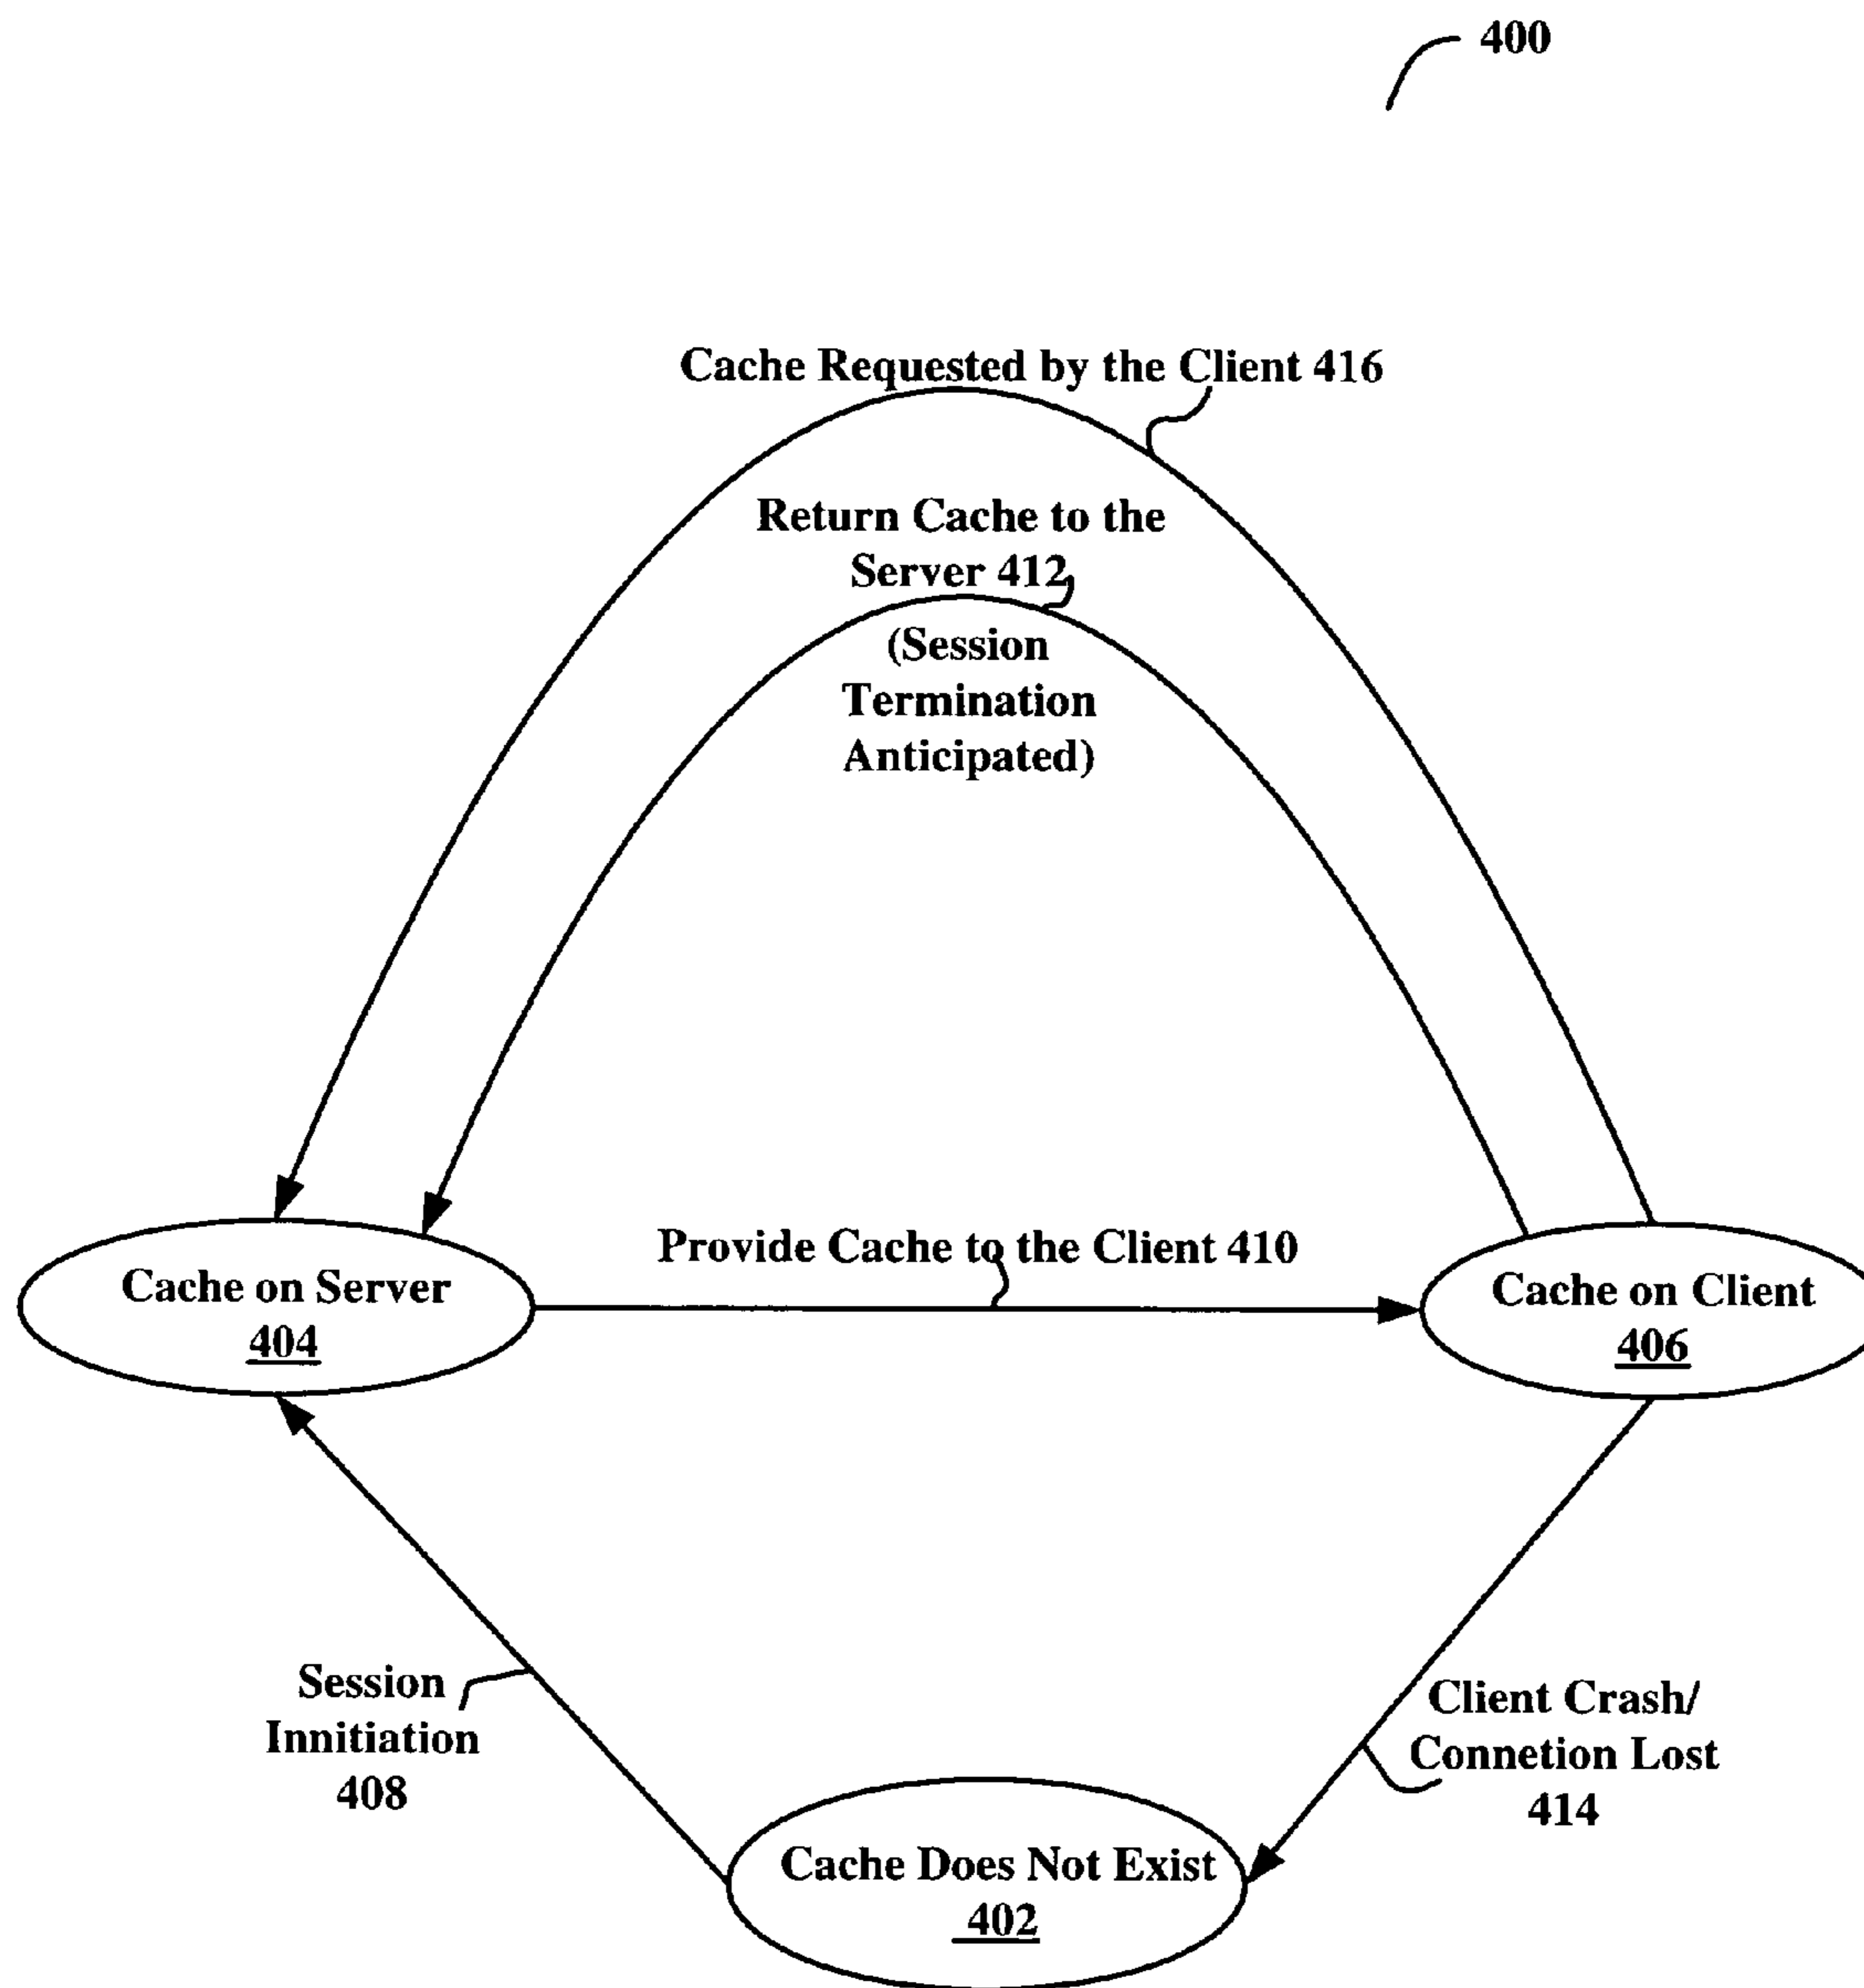 400
Cache Requested by the Client 416
Return Cache to the
Server 412
(Session
Termination
Anticipated)
Provide Cache to the Client 410
Cache on Server
404
Cache on Client
406
Session
Innitiation
408
Client Crash/
Connetion Lost
414
Cache Does Not Exist
402